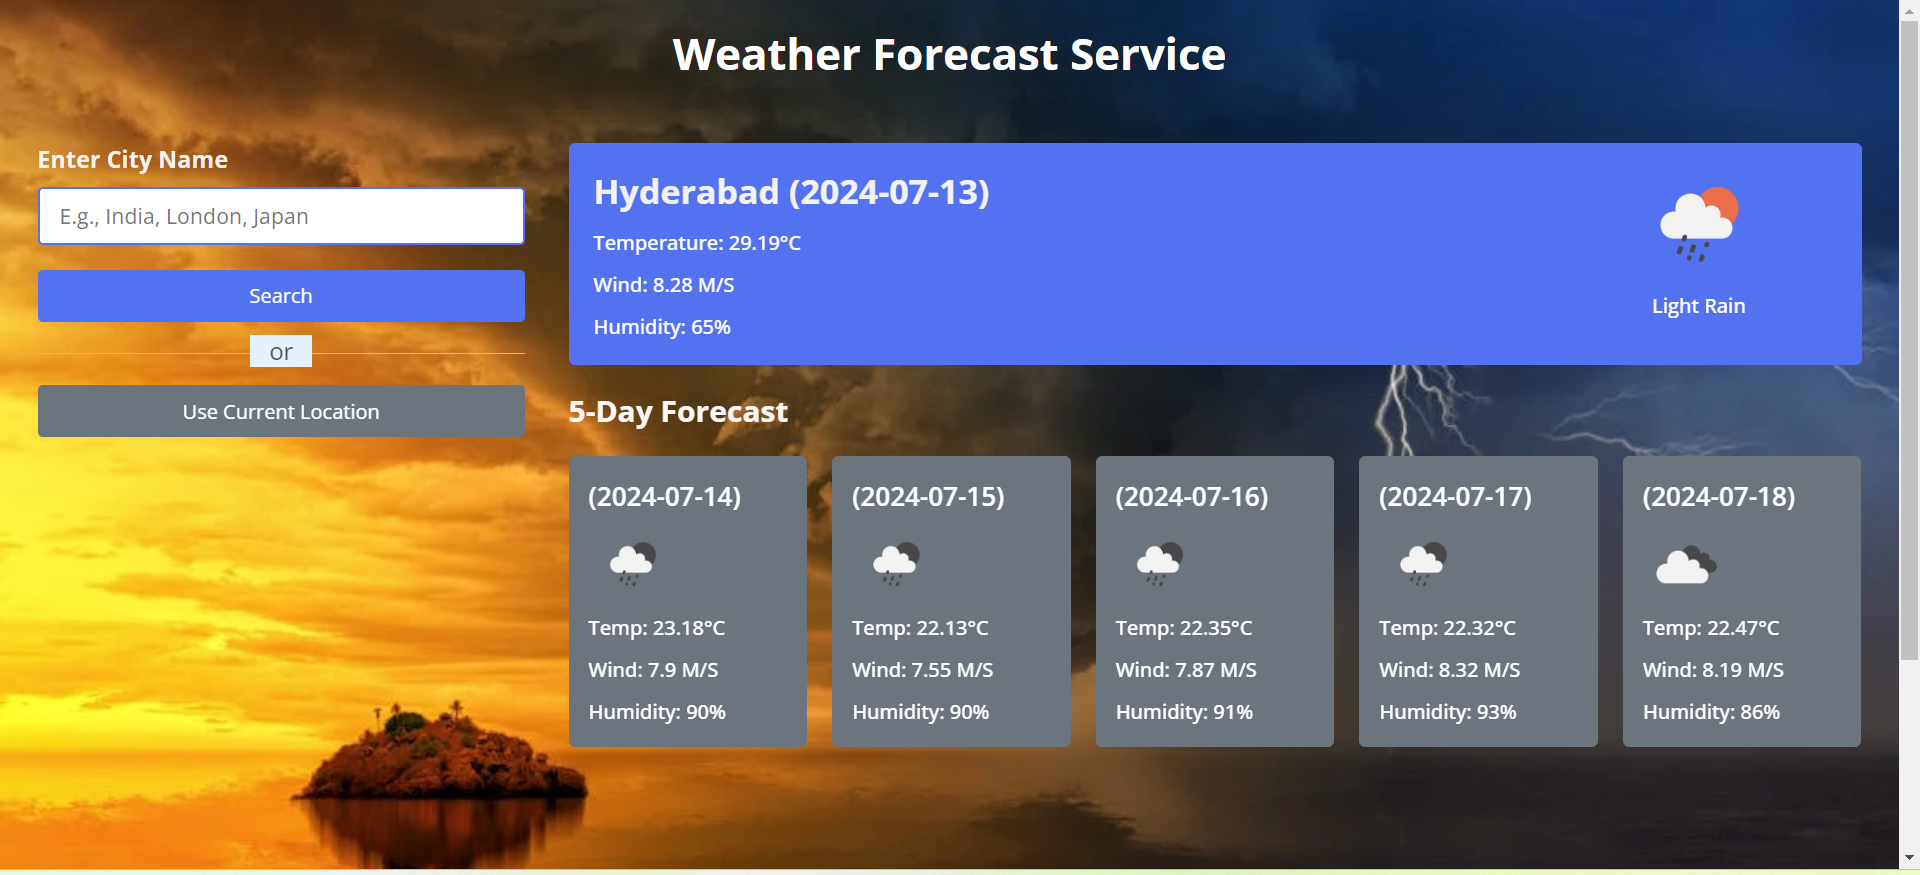 Weather Forecast Service
Enter City Name
E.g., India, London, Japan
Search
or
Use Current Location
Hyderabad (2024-07-13)
Temperature: 29.19°C
Wind: 8.28 M/S
Humidity: 65%
Light Rain
5-Day Forecast
(2024-07-14)
Temp: 23.18°C
Wind: 7.9 M/S
Humidity: 90%
(2024-07-15)
Temp: 22.13°C
Wind: 7.55 M/S
Humidity: 90%
(2024-07-16)
Temp: 22.35°C
Wind: 7.87 M/S
Humidity: 91%
(2024-07-17)
Temp: 22.32°C
Wind: 8.32 M/S
Humidity: 93%
(2024-07-18)
Temp: 22.47°C
Wind: 8.19 M/S
Humidity: 86%